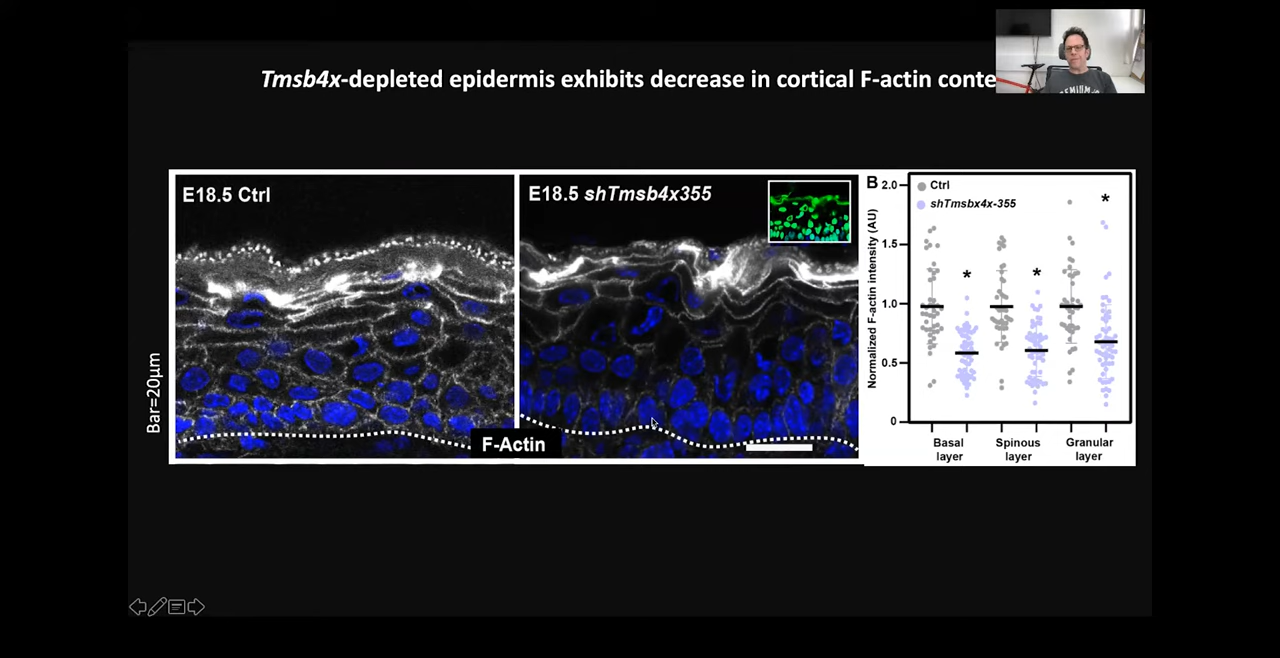 Tmsb4x-depleted epidermis exhibits decrease in cortical F-actin conte
E18.5 Ctrl
E18.5 shTmsb4x355
Bar=20µm
F-Actin
B
Ctrl
shTmsbx4x-355
Normalized F-actin intensity (AU)
2.0
1.5
1.0
0.5
0
*
*
*
Basal
layer
Spinous
layer
Granular
layer